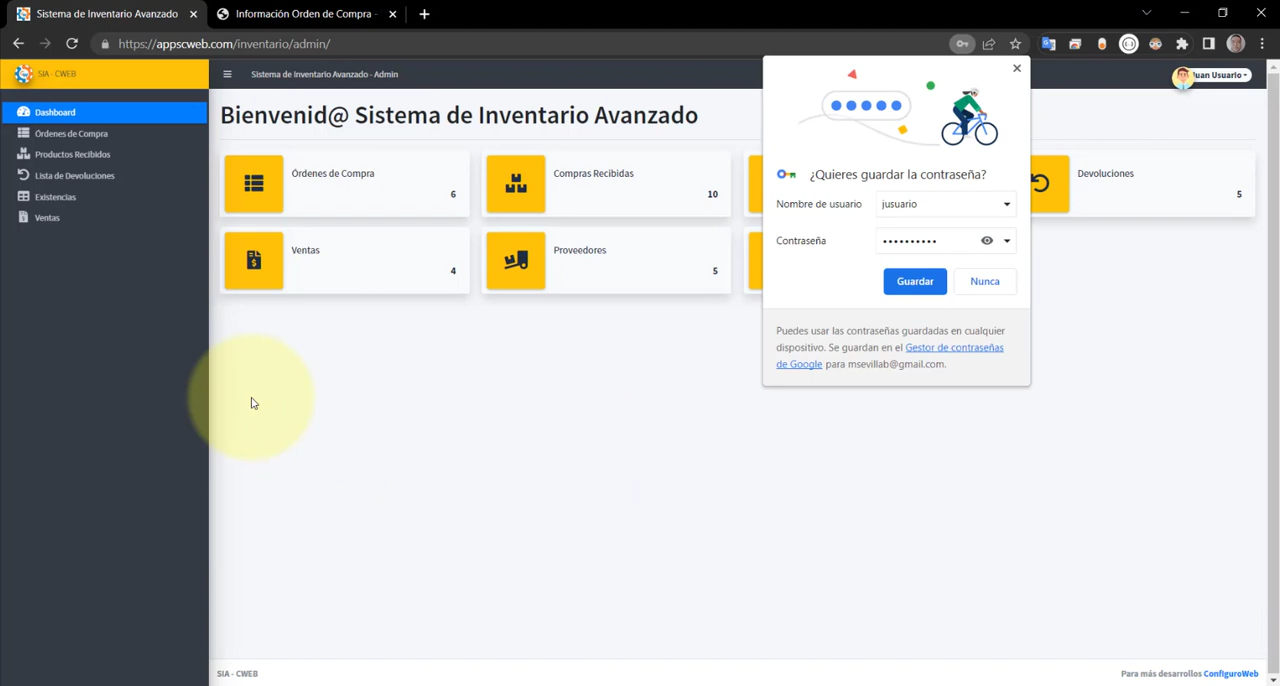 Sistema de Inventario Avanzado
Información Orden de Compra
https://appscweb.com/inventario/admin/
SIA - CWEB
Sistema de Inventario Avanzado - Admin
Juan Usuario
Dashboard
Órdenes de Compra
Productos Recibidos
Lista de Devoluciones
Existencias
Ventas
Bienvenid@ Sistema de Inventario Avanzado
Órdenes de Compra
6
Compras Recibidas
10
Devoluciones
5
Ventas
4
Proveedores
5
¿Quieres guardar la contraseña?
Nombre de usuario jusuario
Contraseña ••••••••••
Guardar Nunca
Puedes usar las contraseñas guardadas en cualquier
dispositivo. Se guardan en el Gestor de contraseñas
de Google para msevillab@gmail.com.
SIA - CWEB
Para más desarrollos ConfiguroWeb